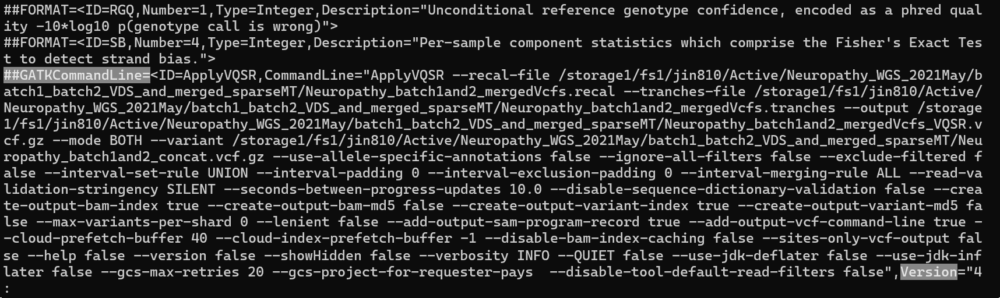 ##FORMAT=<ID=RGQ,Number=1,Type=Integer,Description="Unconditional reference genotype confidence, encoded as a phred qual
ity -10*log10 p(genotype call is wrong)">
##FORMAT=<ID=SB,Number=4,Type=Integer,Description="Per-sample component statistics which comprise the Fisher's Exact Tes
t to detect strand bias.">
##GATKCommandLine=<ID=ApplyVQSR,CommandLine="ApplyVQSR --recal-file /storage1/fs1/jin810/Active/Neuropathy_WGS_2021May/b
atch1_batch2_VDS_and_merged_sparseMT/Neuropathy_batch1and2_mergedVcfs.recal --tranches-file /storage1/fs1/jin810/Active/
Neuropathy_WGS_2021May/batch1_batch2_VDS_and_merged_sparseMT/Neuropathy_batch1and2_mergedVcfs.tranches --output /storage
1/fs1/jin810/Active/Neuropathy_WGS_2021May/batch1_batch2_VDS_and_merged_sparseMT/Neuropathy_batch1and2_mergedVcfs_VQSR.v
cf.gz --mode BOTH --variant /storage1/fs1/jin810/Active/Neuropathy_WGS_2021May/batch1_batch2_VDS_and_merged_sparseMT/Neu
ropathy_batch1and2_concat.vcf.gz --use-allele-specific-annotations false --ignore-all-filters false --exclude-filtered f
alse --interval-set-rule UNION --interval-padding 0 --interval-exclusion-padding 0 --interval-merging-rule ALL --read-va
lidation-stringency SILENT --seconds-between-progress-updates 10.0 --disable-sequence-dictionary-validation false --crea
te-output-bam-index true --create-output-bam-md5 false --create-output-variant-index true --create-output-variant-md5 fa
lse --max-variants-per-shard 0 --lenient false --add-output-sam-program-record true --add-output-vcf-command-line true -
-cloud-prefetch-buffer 40 --cloud-index-prefetch-buffer -1 --disable-bam-index-caching false --sites-only-vcf-output fal
se --help false --version false --showHidden false --verbosity INFO --QUIET false --use-jdk-deflater false --use-jdk-inf
later false --gcs-max-retries 20 --gcs-project-for-requester-pays  --disable-tool-default-read-filters false",Version="4
: